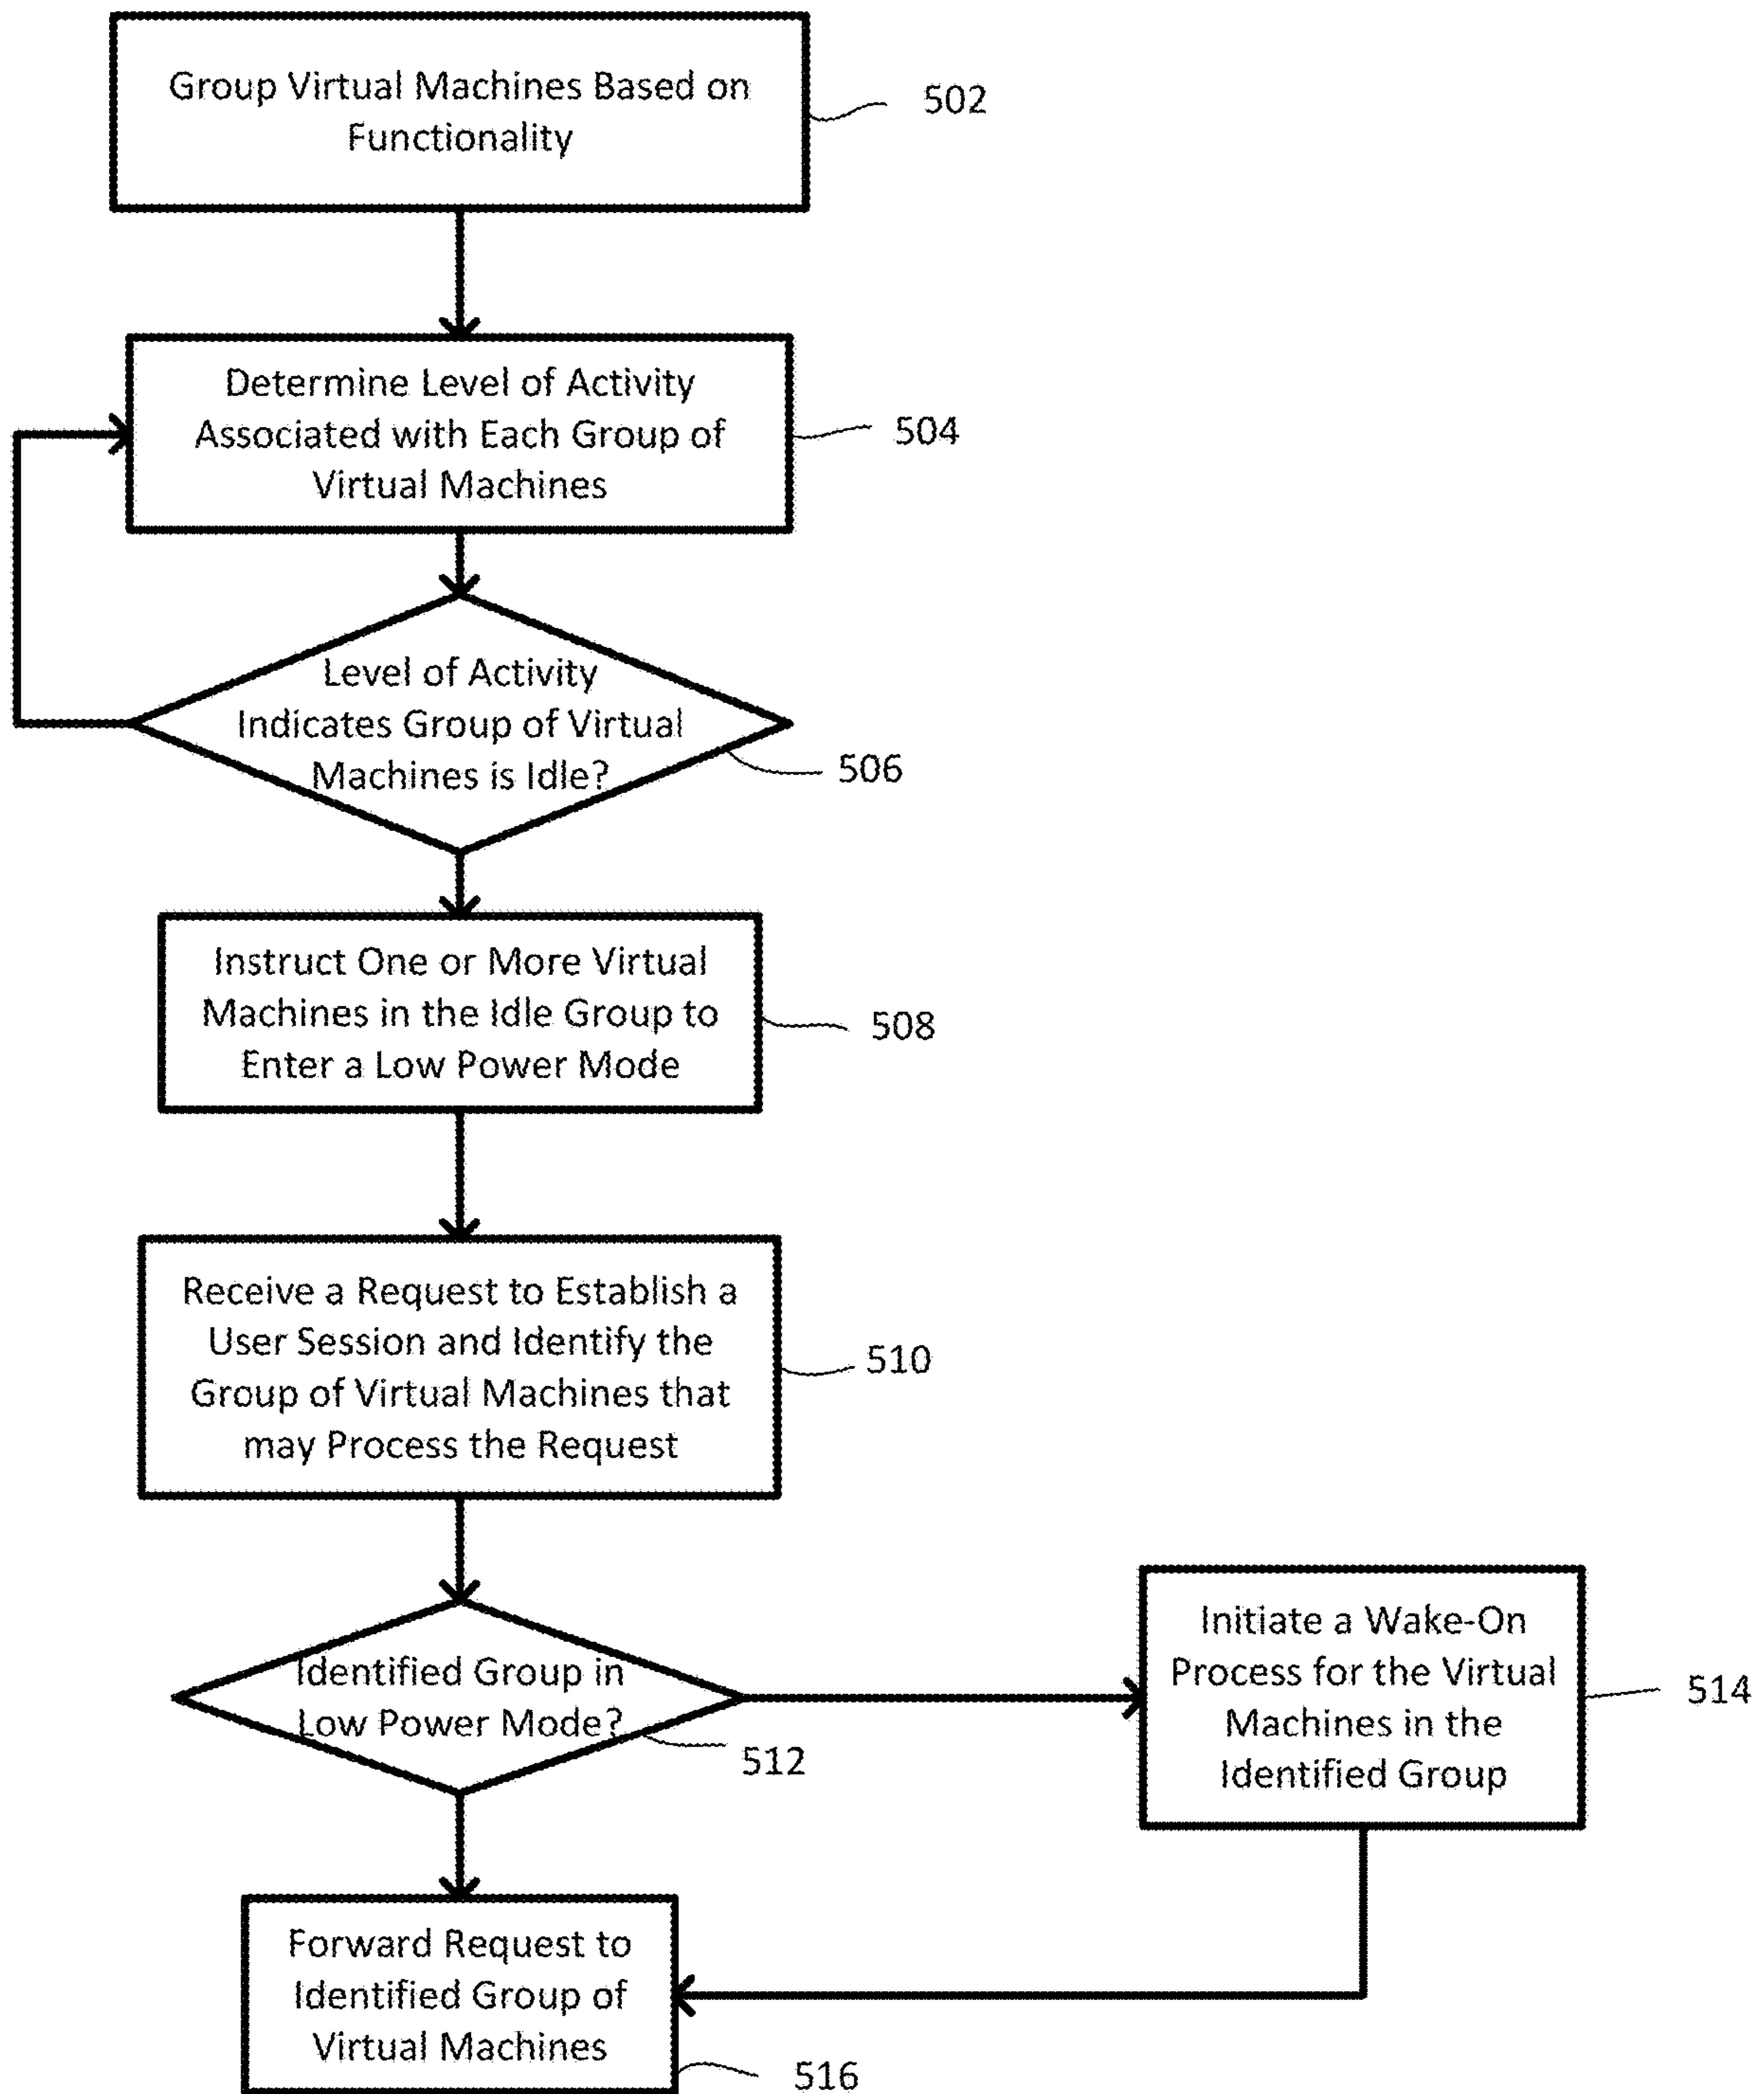 Group Virtual Machines Based on
Functionality
502
Determine Level of Activity
Associated with Each Group of
Virtual Machines
504
Level of Activity
Indicates Group of Virtual
Machines is Idle?
506
Instruct One or More Virtual
Machines in the Idle Group to
Enter a Low Power Mode
508
Receive a Request to Establish a
User Session and Identify the
Group of Virtual Machines that
may Process the Request
510
Identified Group in
Low Power Mode?
512
Initiate a Wake-On
Process for the Virtual
Machines in the
Identified Group
514
Forward Request to
Identified Group of
Virtual Machines
516